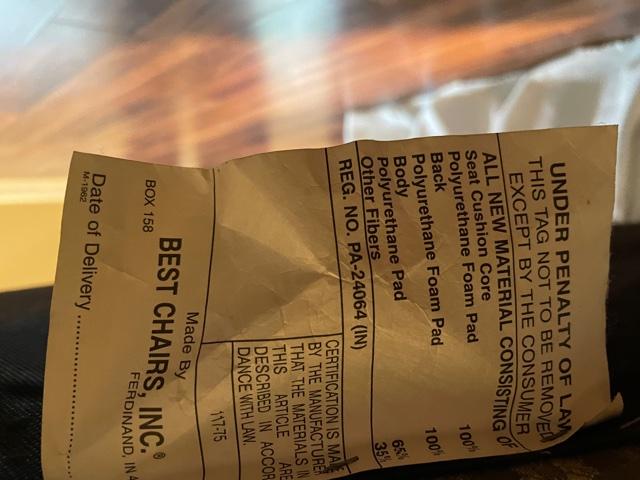 UNDER PENALTY OF LAW
THIS TAG NOT TO BE REMOVED
EXCEPT BY THE CONSUMER
ALL NEW MATERIAL CONSISTING OF
Seat Cushion Core
Polyurethane Foam Pad 100%
Back
Polyurethane Foam Pad 100%
Body
Polyurethane Pad 65%
Other Fibers 35%
REG. NO. PA-24064 (IN)
CERTIFICATION IS MADE
BY THE MANUFACTURER
THAT THE MATERIALS IN
THIS ARTICLE ARE
DESCRIBED IN ACCOR
DANCE WITH LAW.
117-75
Made By
BEST CHAIRS, INC.®
BOX 158 FERDINAND, IN
Date of Delivery
M-1982